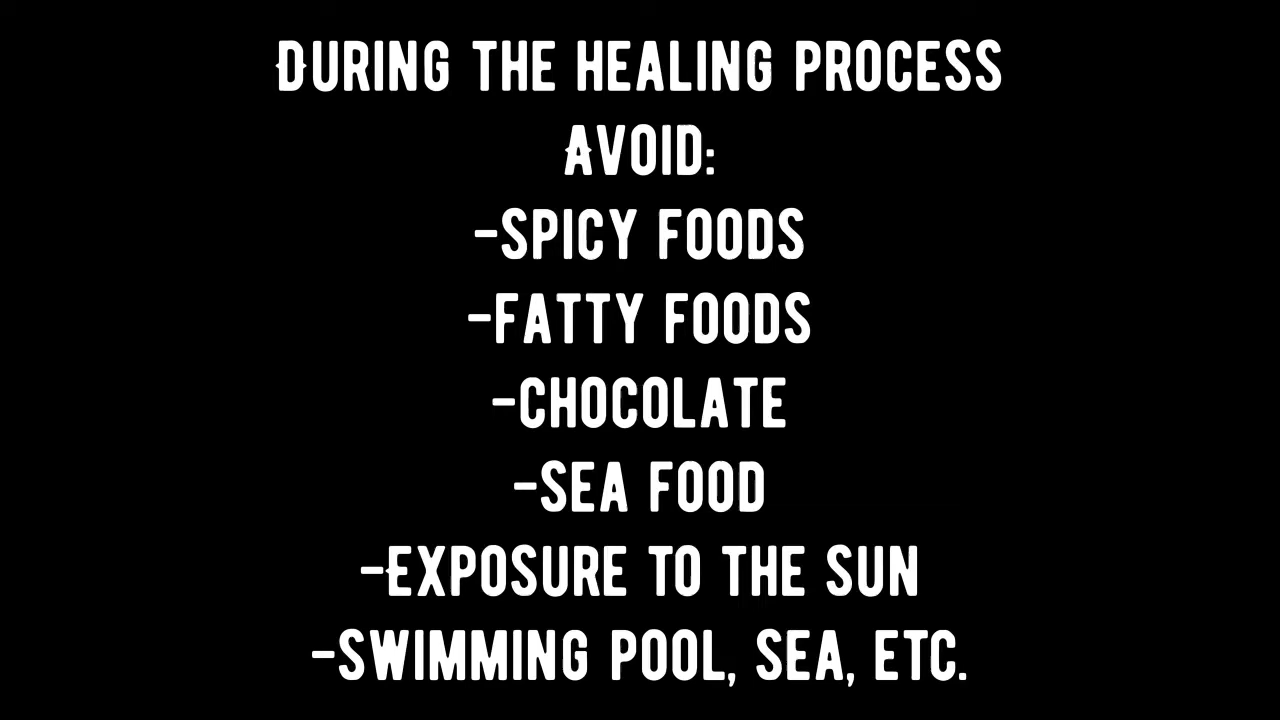 During the healing process
Avoid:
-spicy foods
-fatty foods
-chocolate
-sea food
-Exposure to the sun
-swimming pool, sea, etc.